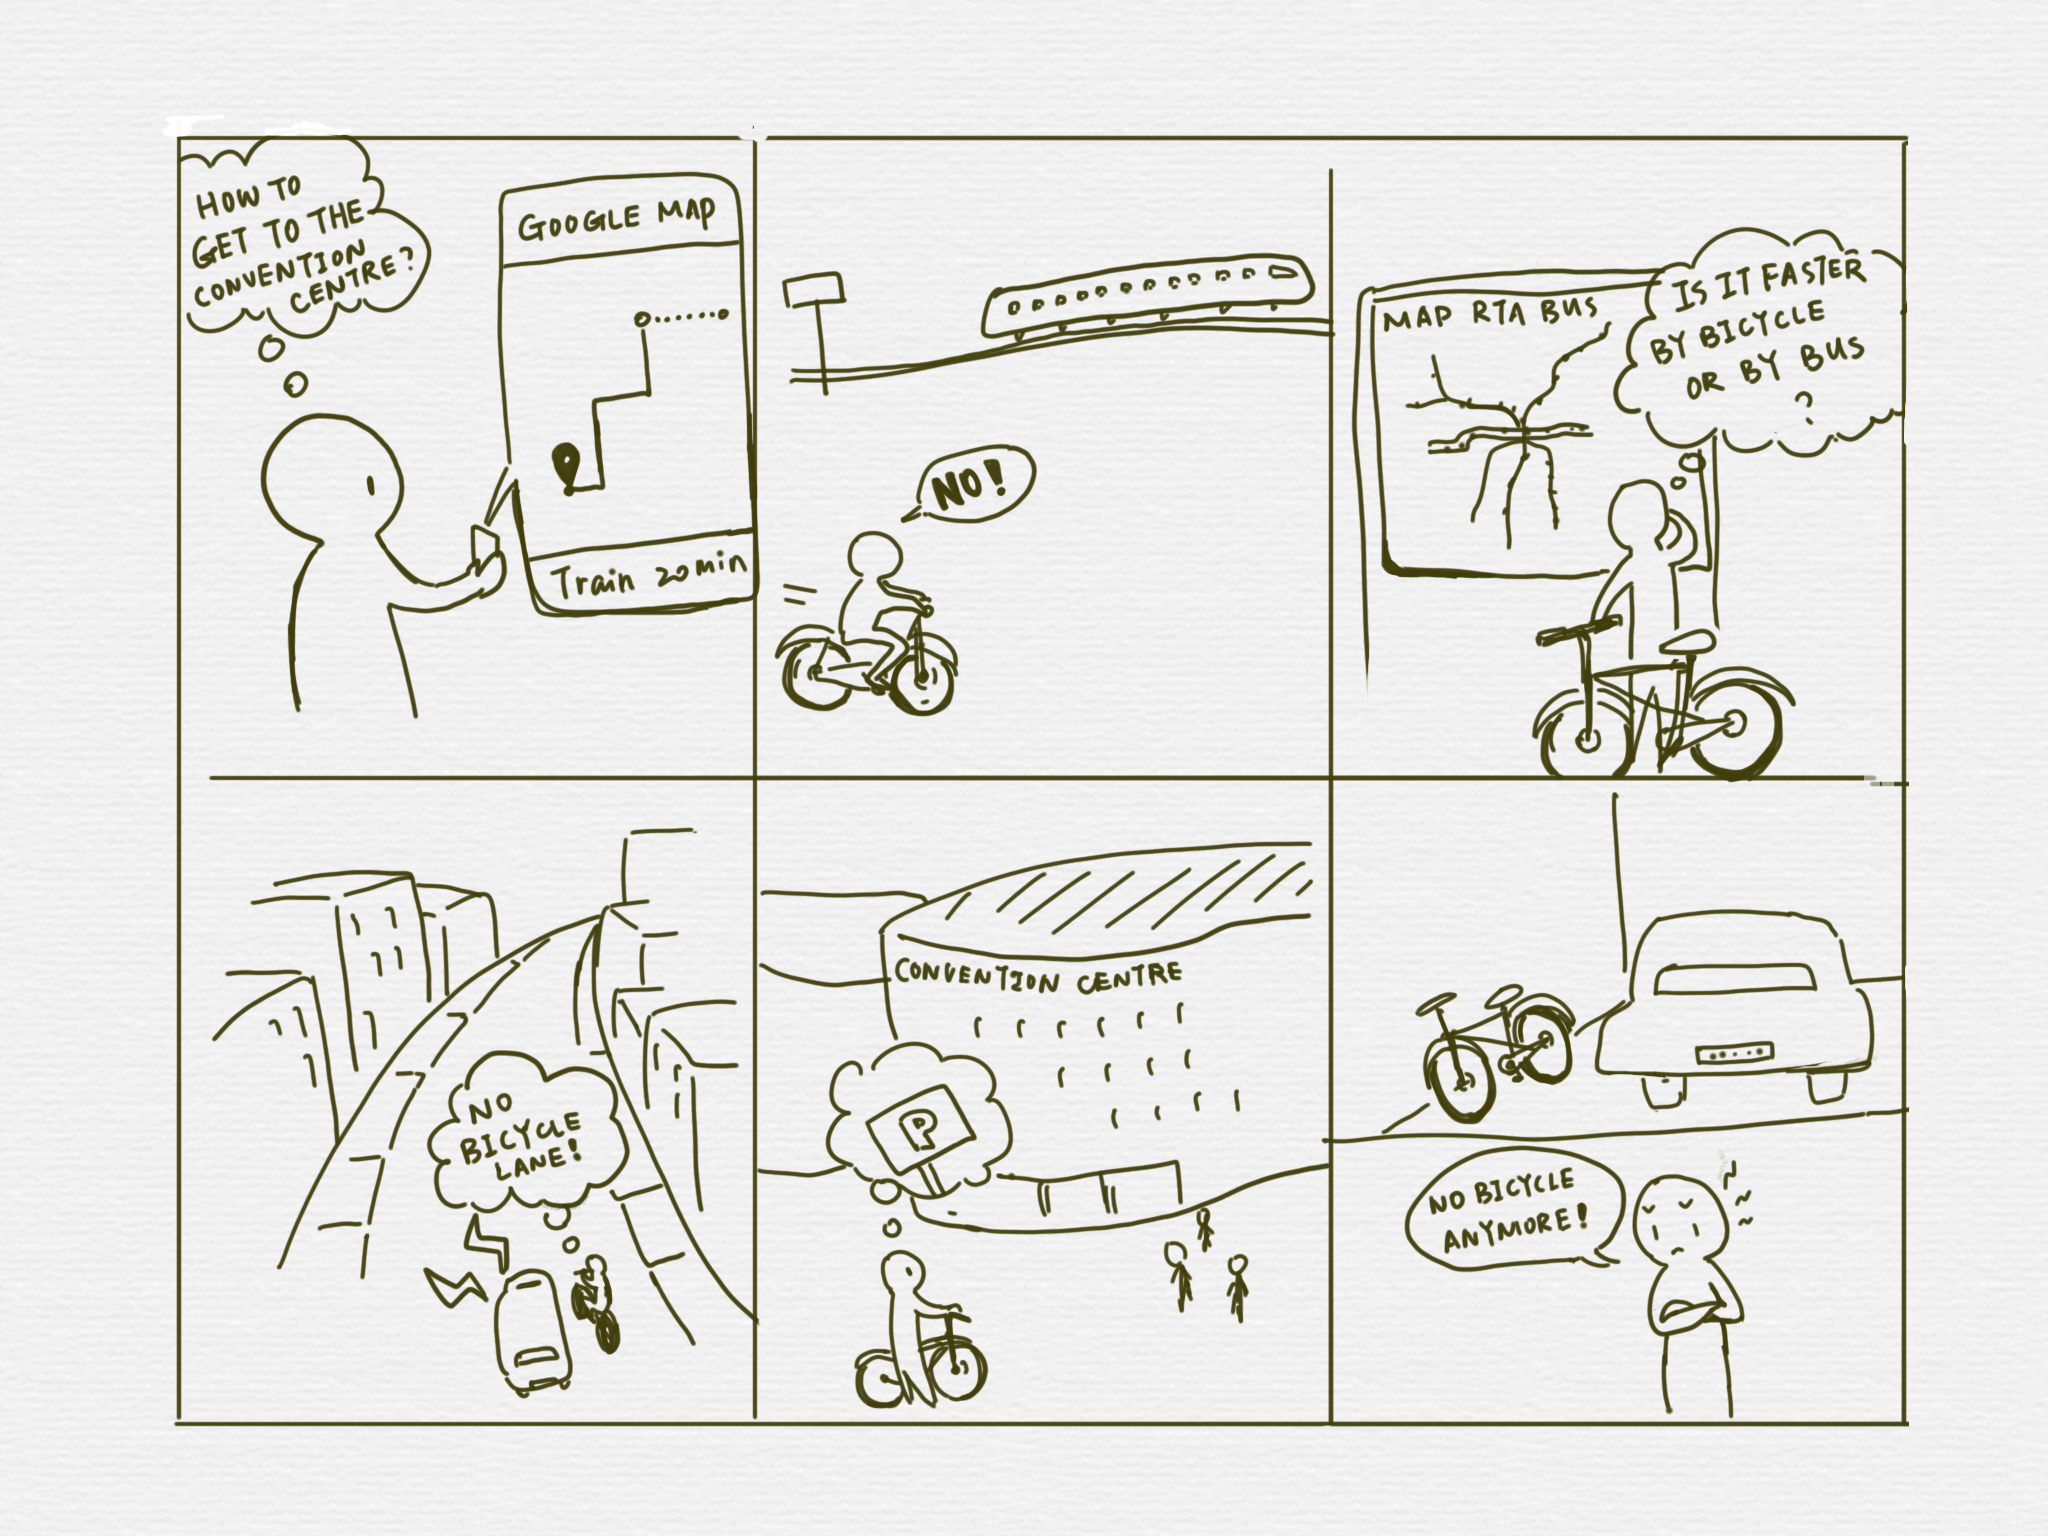 HOW TO
GET TO THE
CONVENTION
CENTRE?
GOOGLE MAP
Train 20min
NO!
MAP RTA BUS
IS IT FASTER
BY BICYCLE
OR BY BUS
?
NO
BICYCLE
LANE!
CONVENTION CENTRE
P
NO BICYCLE
ANYMORE!